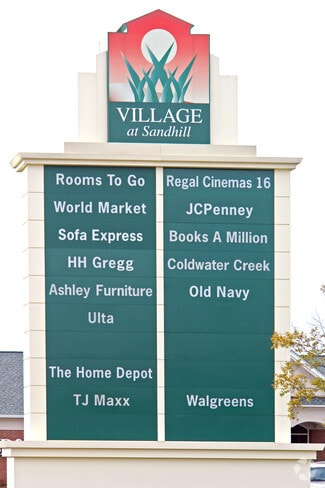 VILLAGE
at Sandhill
Rooms To Go
World Market
Sofa Express
HH Gregg
Ashley Furniture
Ulta
The Home Depot
TJ Maxx
Regal Cinemas 16
JCPenney
Books A Million
Coldwater Creek
Old Navy
Walgreens